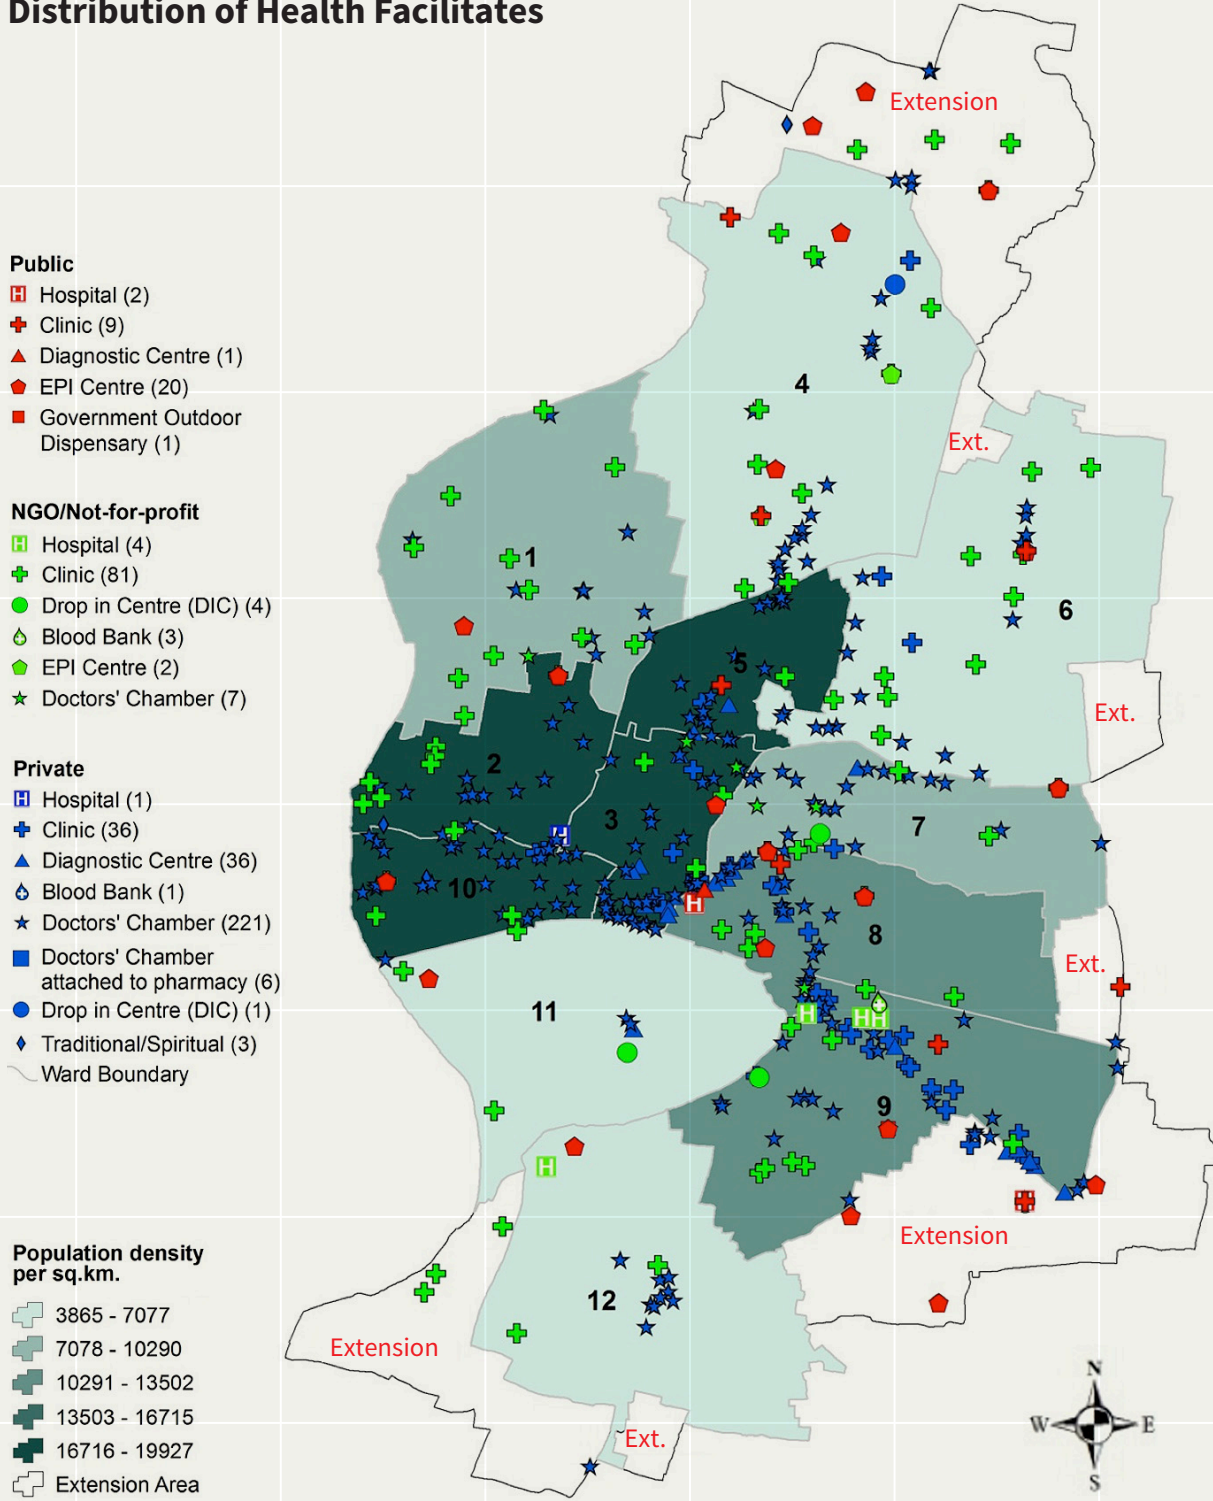 Distribution of Health Facilitates
Extension
Public
H Hospital (2)
Clinic (9)
Diagnostic Centre (1)
EPI Centre (20)
Government Outdoor
Dispensary (1)
4
Ext.
NGO/Not-for-profit
H Hospital (4)
Clinic (81)
Drop in Centre (DIC) (4)
Blood Bank (3)
EPI Centre (2)
Doctors' Chamber (7)
1
6
5
Ext.
Private
H Hospital (1)
Clinic (36)
Diagnostic Centre (36)
Blood Bank (1)
Doctors' Chamber (221)
Doctors' Chamber
attached to pharmacy (6)
Drop in Centre (DIC) (1)
Traditional/Spiritual (3)
Ward Boundary
2
3
7
H
10
H
8
Ext.
11
H
H H
9
H
H
Extension
Population density
per sq.km.
3865 - 7077
7078 - 10290
10291 - 13502
13503 - 16715
16716 - 19927
Extension Area
12
Extension
Ext.
N
W E
S